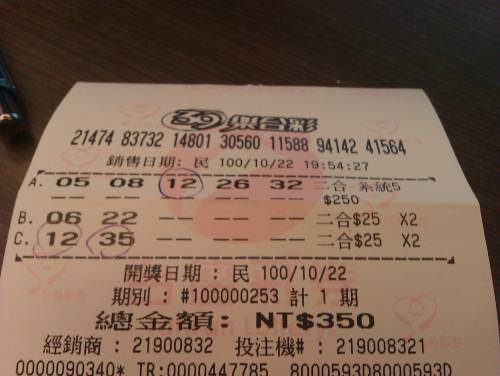 39樂合彩
21474 83732 14801 30560 11588 94142 41564
銷售日期: 民 100/10/22 19:54:27
A. 05 08 12 26 32 二合 系統5
-- -- -- -- -- $250
B. 06 22 -- -- -- 二合$25 X2
C. 12 35 -- -- -- 二合$25 X2
開獎日期 : 民 100/10/22
期別 : #100000253 計 1 期
總金額: NT$350
經銷商 : 21900832 投注機# : 219008321
0000090340* TR:0000447785 8000593D8000593D